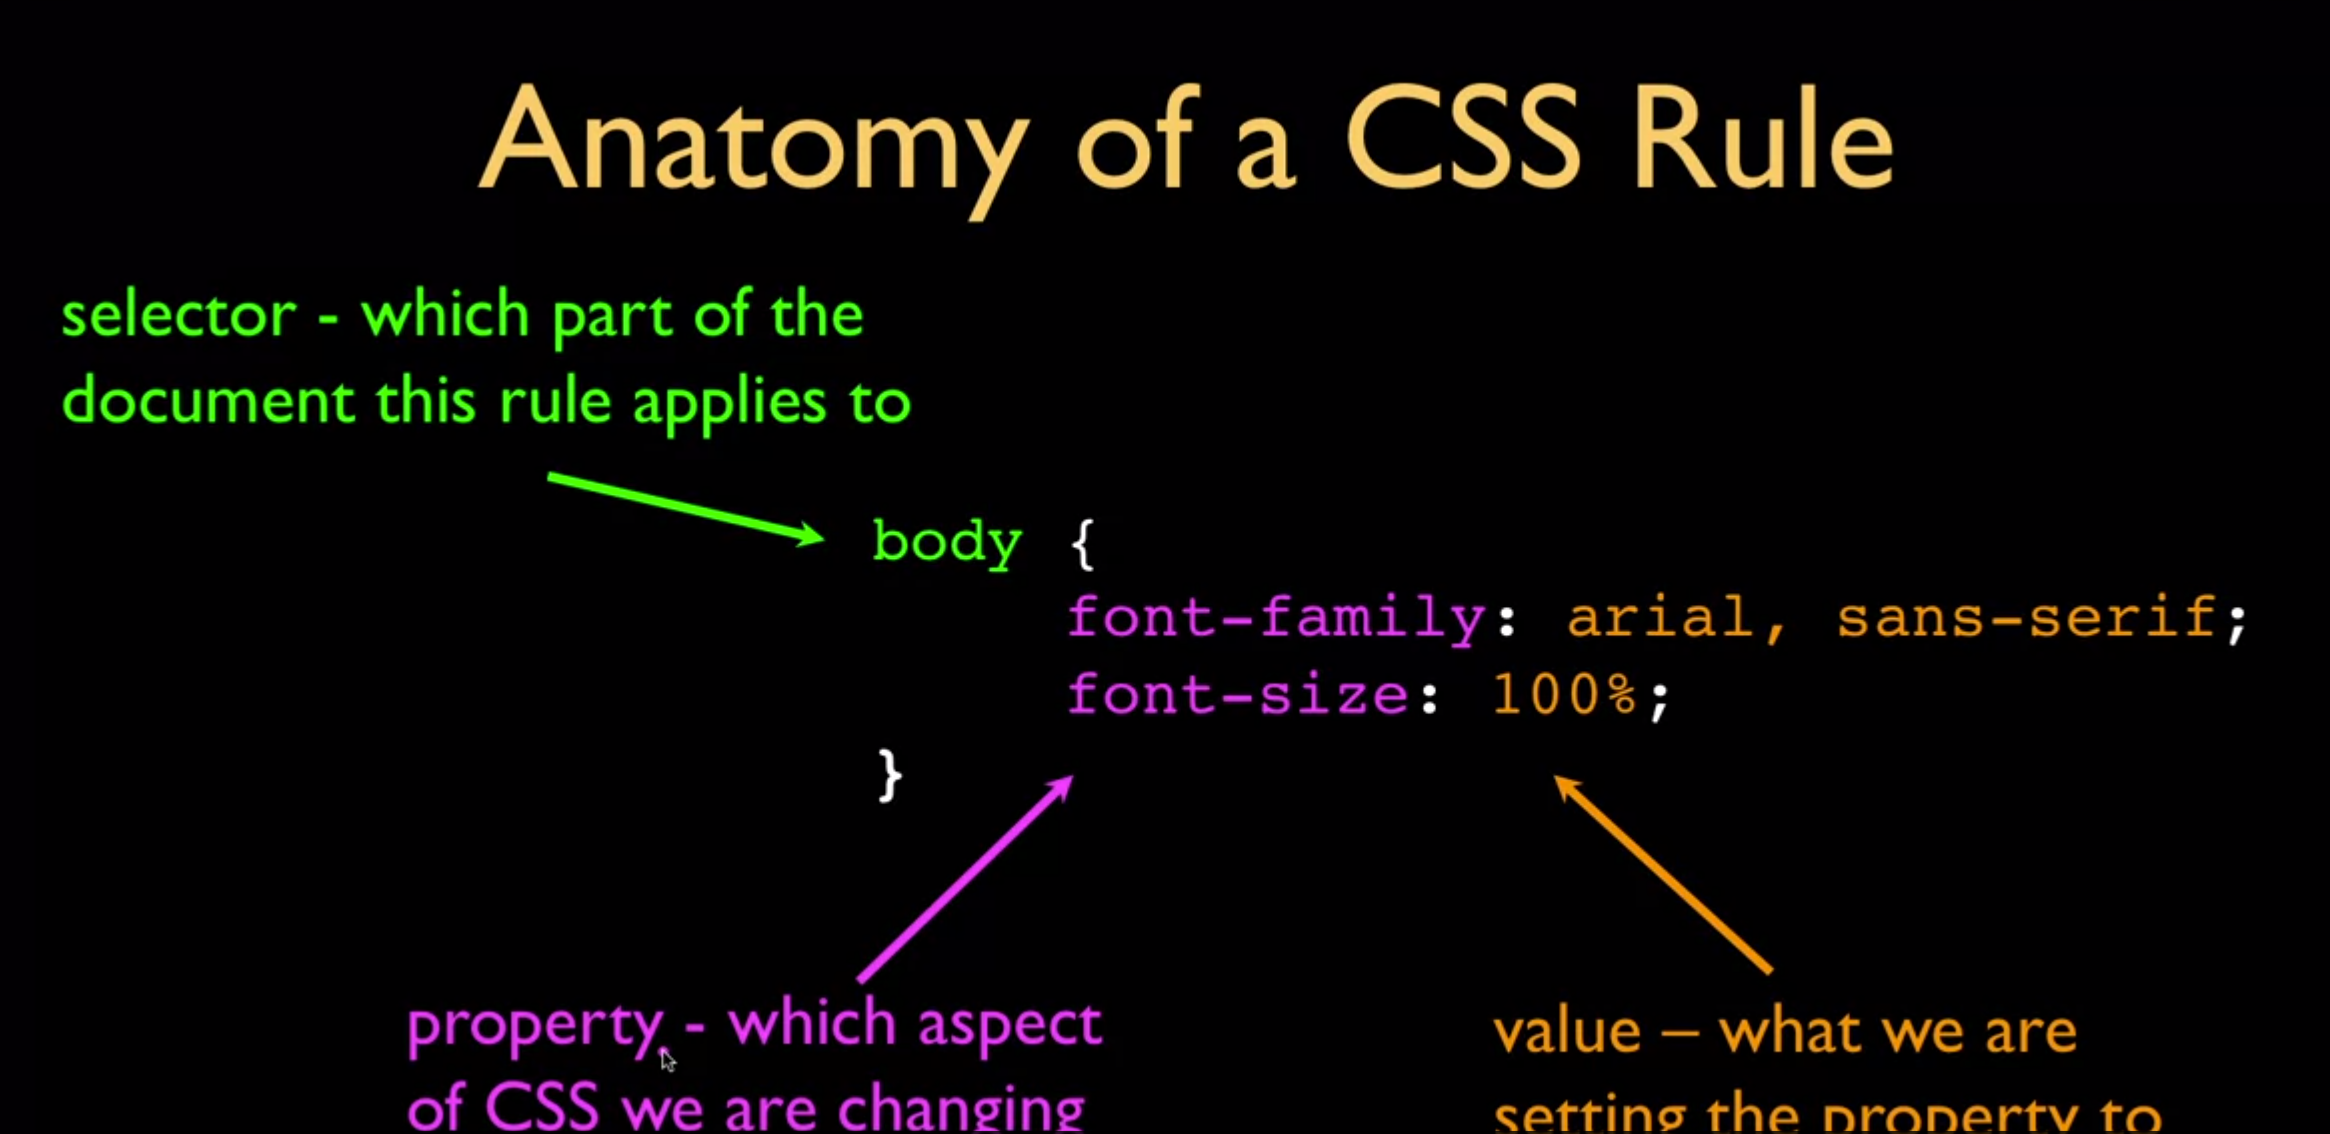 Anatomy of a CSS Rule
selector - which part of the
document this rule applies to
body {
font-family: arial, sans-serif;
font-size: 100%;
}
property - which aspect
of CSS we are changing
value – what we are
setting the property to